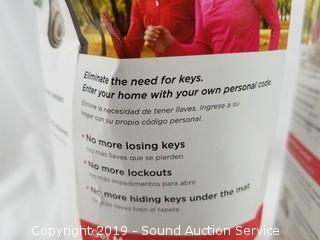 Eliminate the need for keys.
Enter your home with your own personal code.
Elimine la necesidad de tener llaves. Ingrese a su
hogar con su propio código personal.
• No more losing keys
No más llaves que se pierden
• No more lockouts
No más impedimentos para abrir
• No more hiding keys under the mat
No más llaves bajo el tapete
Copyright 2019 - Sound Auction Service